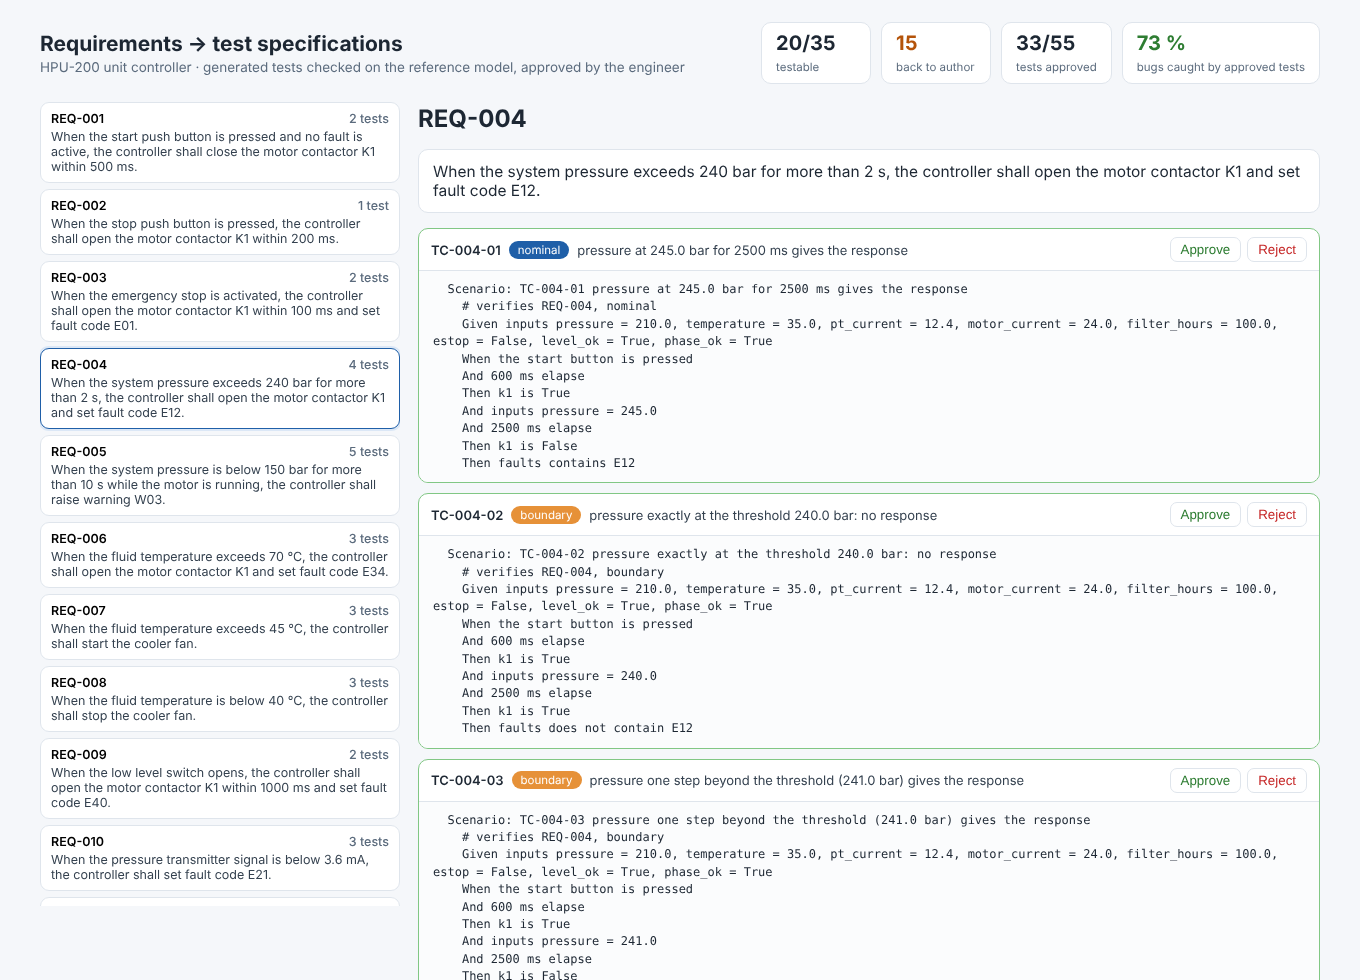 Requirements → test specifications
HPU-200 unit controller · generated tests checked on the reference model, approved by the engineer
20/35
testable
15
back to author
33/55
tests approved
73 %
bugs caught by approved tests
REQ-001 2 tests
When the start push button is pressed and no fault is
active, the controller shall close the motor contactor K1
within 500 ms.
REQ-002 1 test
When the stop push button is pressed, the controller
shall open the motor contactor K1 within 200 ms.
REQ-003 2 tests
When the emergency stop is activated, the controller
shall open the motor contactor K1 within 100 ms and set
fault code E01.
REQ-004 4 tests
When the system pressure exceeds 240 bar for more
than 2 s, the controller shall open the motor contactor K1
and set fault code E12.
REQ-005 5 tests
When the system pressure is below 150 bar for more
than 10 s while the motor is running, the controller shall
raise warning W03.
REQ-006 3 tests
When the fluid temperature exceeds 70 °C, the controller
shall open the motor contactor K1 and set fault code E34.
REQ-007 3 tests
When the fluid temperature exceeds 45 °C, the controller
shall start the cooler fan.
REQ-008 3 tests
When the fluid temperature is below 40 °C, the controller
shall stop the cooler fan.
REQ-009 2 tests
When the low level switch opens, the controller shall
open the motor contactor K1 within 1000 ms and set fault
code E40.
REQ-010 3 tests
When the pressure transmitter signal is below 3.6 mA,
the controller shall set fault code E21.
REQ-004
When the system pressure exceeds 240 bar for more than 2 s, the controller shall open the motor contactor K1 and set
fault code E12.
TC-004-01 nominal pressure at 245.0 bar for 2500 ms gives the response Approve Reject
Scenario: TC-004-01 pressure at 245.0 bar for 2500 ms gives the response
# verifies REQ-004, nominal
Given inputs pressure = 210.0, temperature = 35.0, pt_current = 12.4, motor_current = 24.0, filter_hours = 100.0,
estop = False, level_ok = True, phase_ok = True
When the start button is pressed
And 600 ms elapse
Then k1 is True
And inputs pressure = 245.0
And 2500 ms elapse
Then k1 is False
Then faults contains E12
TC-004-02 boundary pressure exactly at the threshold 240.0 bar: no response Approve Reject
Scenario: TC-004-02 pressure exactly at the threshold 240.0 bar: no response
# verifies REQ-004, boundary
Given inputs pressure = 210.0, temperature = 35.0, pt_current = 12.4, motor_current = 24.0, filter_hours = 100.0,
estop = False, level_ok = True, phase_ok = True
When the start button is pressed
And 600 ms elapse
Then k1 is True
And inputs pressure = 240.0
And 2500 ms elapse
Then k1 is True
Then faults does not contain E12
TC-004-03 boundary pressure one step beyond the threshold (241.0 bar) gives the response Approve Reject
Scenario: TC-004-03 pressure one step beyond the threshold (241.0 bar) gives the response
# verifies REQ-004, boundary
Given inputs pressure = 210.0, temperature = 35.0, pt_current = 12.4, motor_current = 24.0, filter_hours = 100.0,
estop = False, level_ok = True, phase_ok = True
When the start button is pressed
And 600 ms elapse
Then k1 is True
And inputs pressure = 241.0
And 2500 ms elapse
Then k1 is False